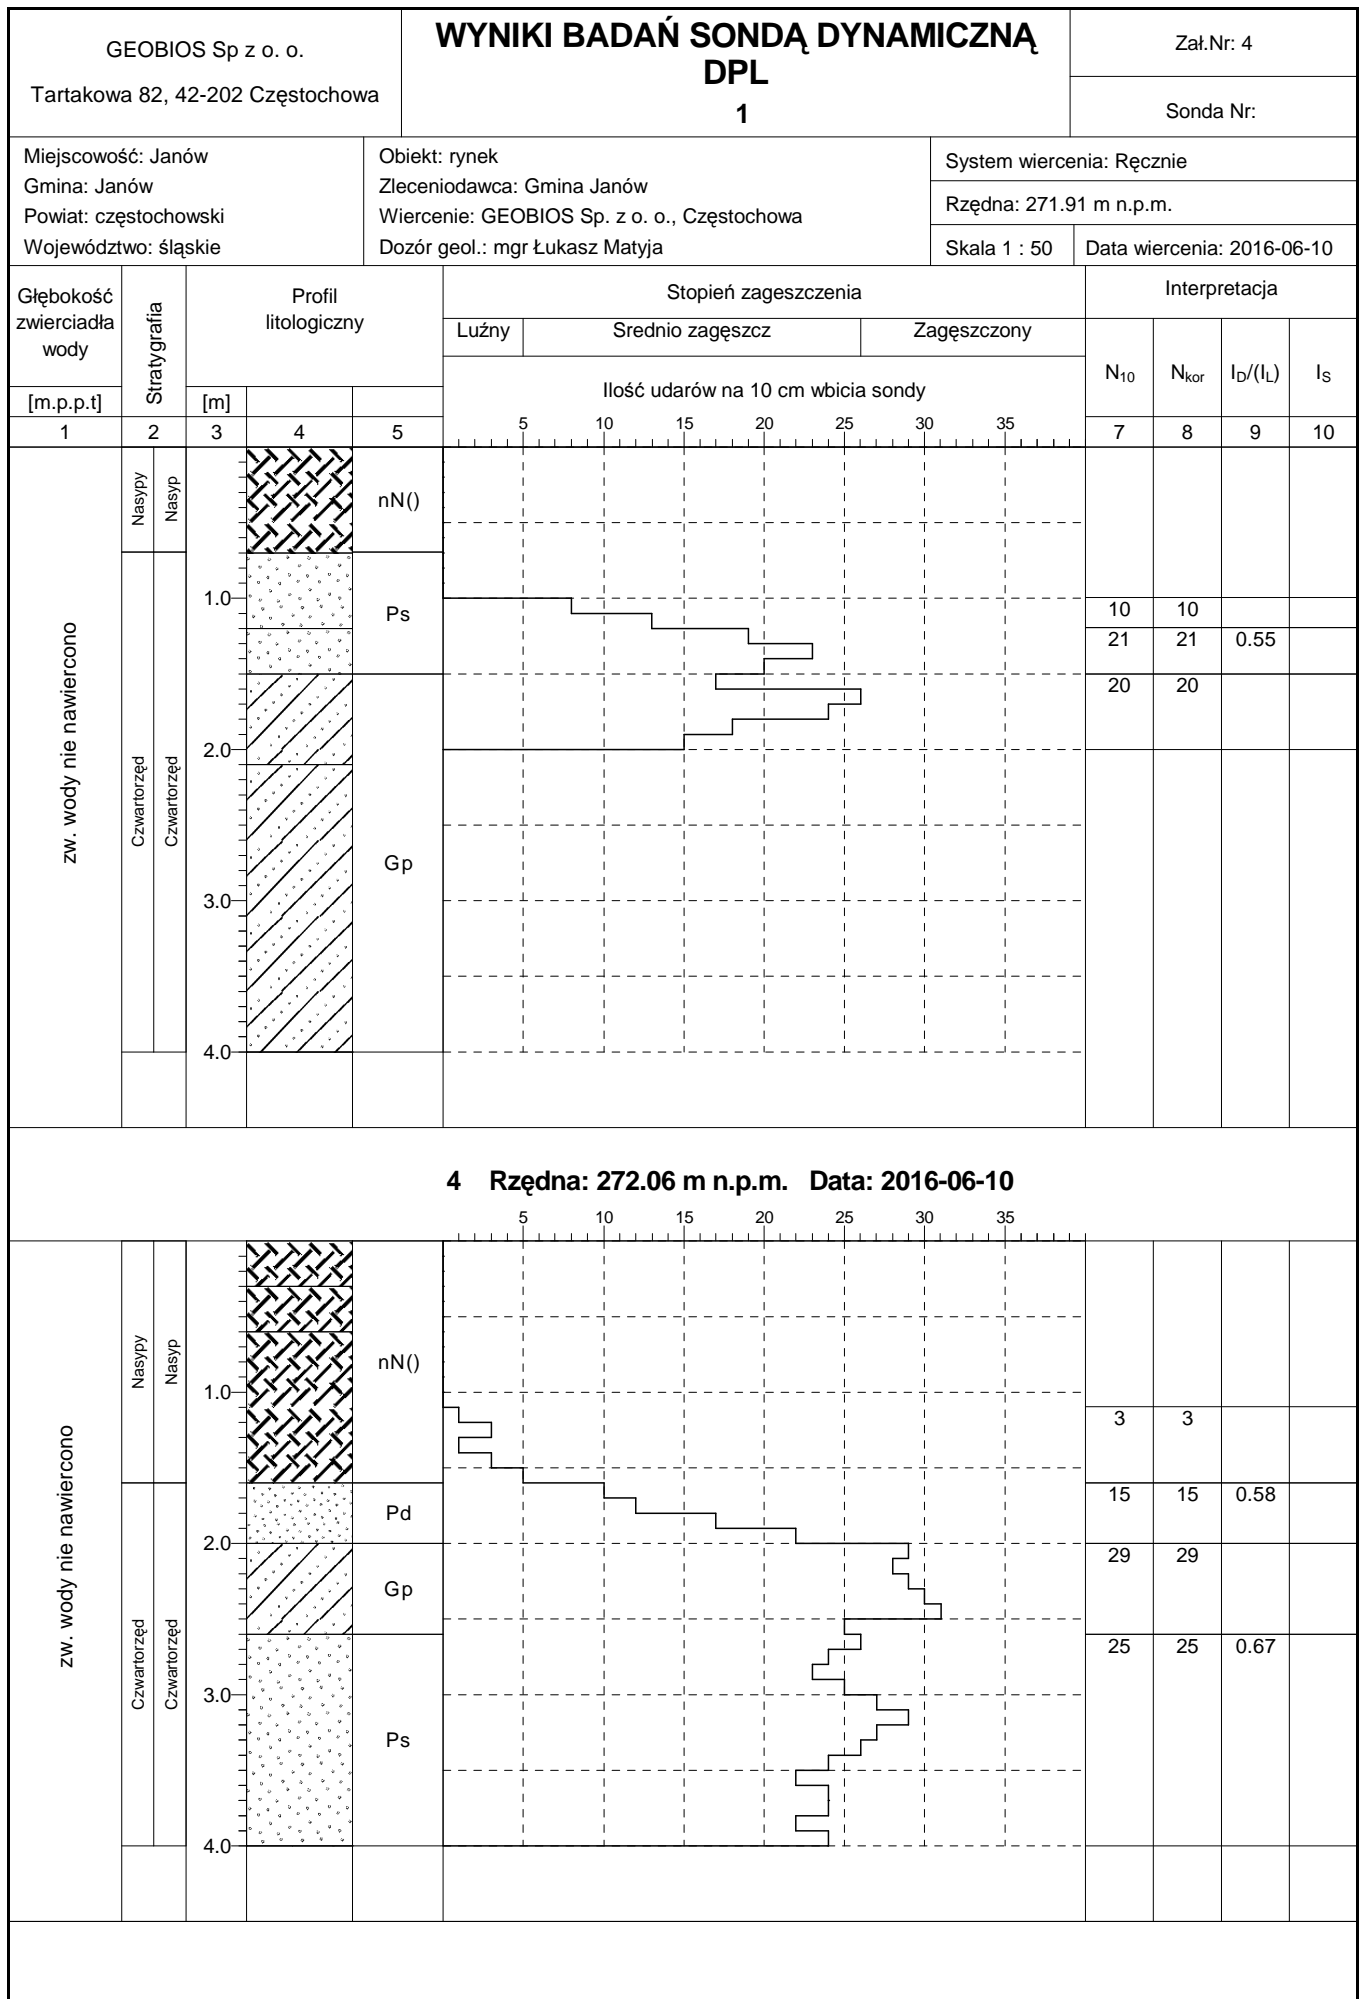 GEOBIOS Sp z o. o.
Tartakowa 82, 42-202 Częstochowa
WYNIKI BADAŃ SONDĄ DYNAMICZNĄ
DPL
1
Zał.Nr: 4
Sonda Nr:
Miejscowość: Janów
Gmina: Janów
Powiat: częstochowski
Województwo: śląskie
Obiekt: rynek
Zleceniodawca: Gmina Janów
Wiercenie: GEOBIOS Sp. z o. o., Częstochowa
Dozór geol.: mgr Łukasz Matyja
System wiercenia: Ręcznie
Rzędna: 271.91 m n.p.m.
Skala 1 : 50
Data wiercenia: 2016-06-10
Głębokość
zwierciadła
wody
[m.p.p.t]
Stratygrafia
Profil
litologiczny
[m]
Stopień zageszczenia
Luźny
Srednio zagęszcz
Zagęszczony
Ilość udarów na 10 cm wbicia sondy
5 10 15 20 25 30 35
Interpretacja
N10 Nkor ID/(IL) IS
1 2 3 4 5 7 8 9 10
zw. wody nie nawiercono
Nasypy
Nasyp
Czwartorzęd
Czwartorzęd
1.0
2.0
3.0
4.0
nN()
Ps
Gp
10 10
21 21 0.55
20 20
4 Rzędna: 272.06 m n.p.m. Data: 2016-06-10
5 10 15 20 25 30 35
zw. wody nie nawiercono
Nasypy
Nasyp
Czwartorzęd
Czwartorzęd
1.0
2.0
3.0
4.0
nN()
Pd
Gp
Ps
3 3
15 15 0.58
29 29
25 25 0.67